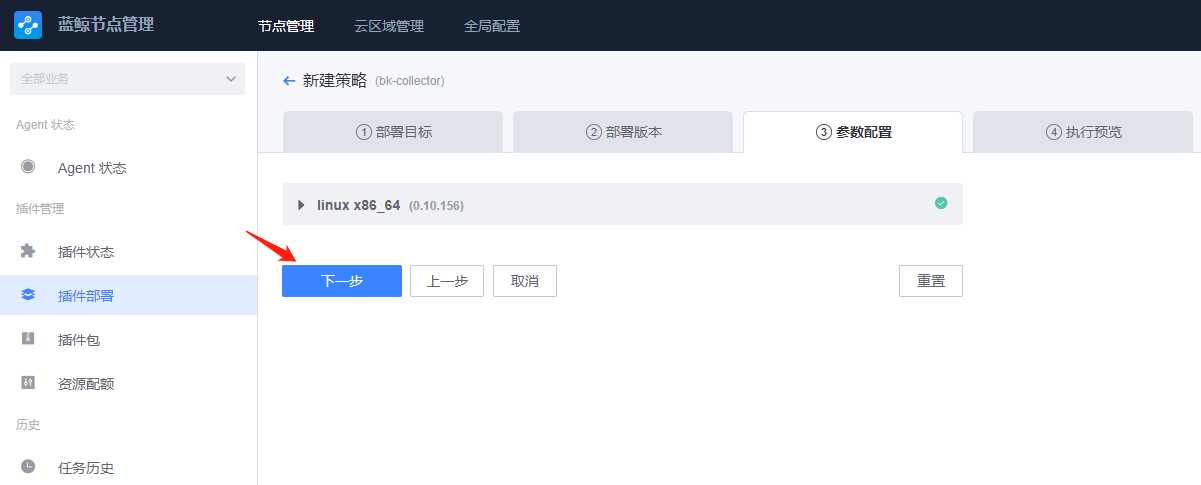 蓝鲸节点管理
节点管理 云区域管理 全局配置
全部业务
Agent 状态
Agent 状态
插件管理
插件状态
插件部署
插件包
资源配额
历史
任务历史
新建策略 (bk-collector)
① 部署目标 ② 部署版本 ③ 参数配置 ④ 执行预览
linux x86_64 (0.10.156)
下一步 上一步 取消 重置